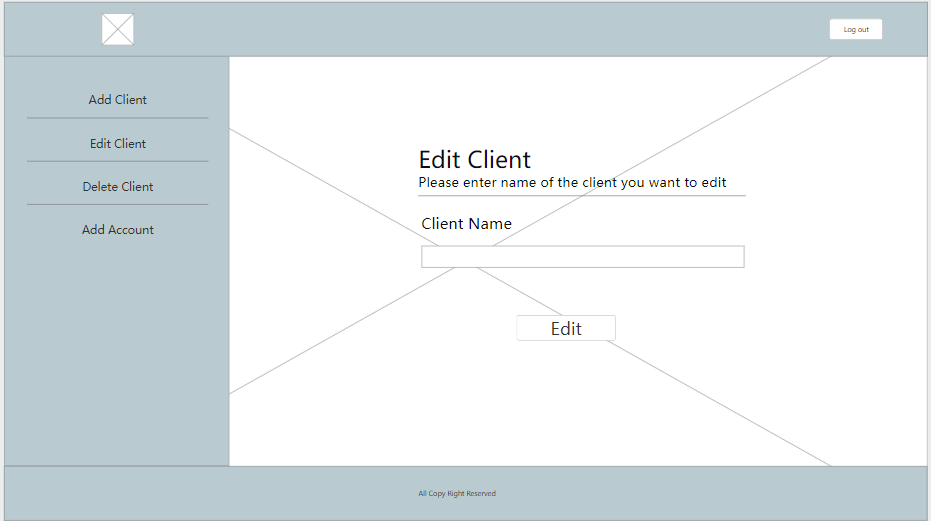 Log out
Add Client
Edit Client
Delete Client
Add Account
Edit Client
Please enter name of the client you want to edit
Client Name
Edit
All Copy Right Reserved